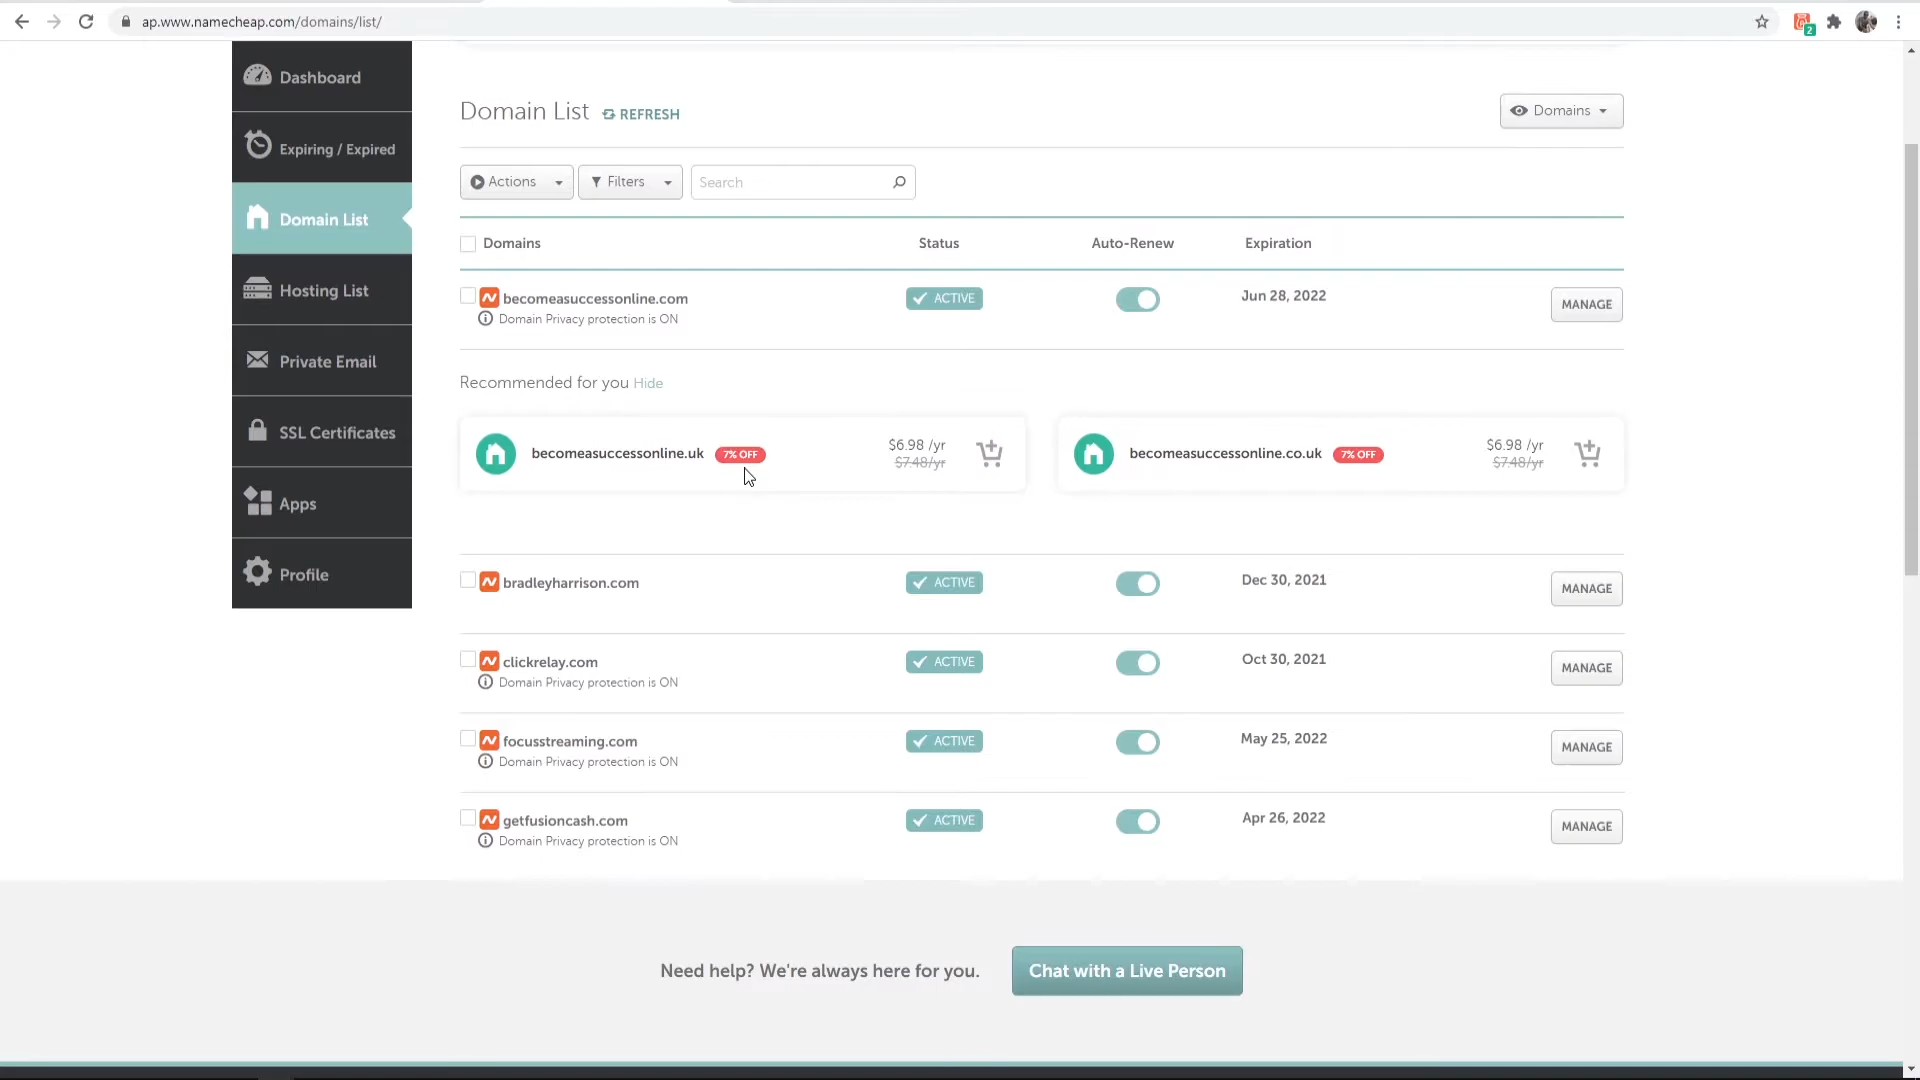 ap.www.namecheap.com/domains/list/
2
Dashboard
Expiring / Expired
Domain List
Hosting List
Private Email
SSL Certificates
Apps
Profile
Domain List REFRESH
Domains
Actions Filters Search
Domains Status Auto-Renew Expiration
becomeasuccessonline.com ACTIVE Jun 28, 2022 MANAGE
Domain Privacy protection is ON
Recommended for you Hide
becomeasuccessonline.uk 7% OFF $6.98 /yr
$7.48/yr
becomeasuccessonline.co.uk 7% OFF $6.98 /yr
$7.48/yr
bradleyharrison.com ACTIVE Dec 30, 2021 MANAGE
clickrelay.com ACTIVE Oct 30, 2021 MANAGE
Domain Privacy protection is ON
focusstreaming.com ACTIVE May 25, 2022 MANAGE
Domain Privacy protection is ON
getfusioncash.com ACTIVE Apr 26, 2022 MANAGE
Domain Privacy protection is ON
Need help? We're always here for you. Chat with a Live Person